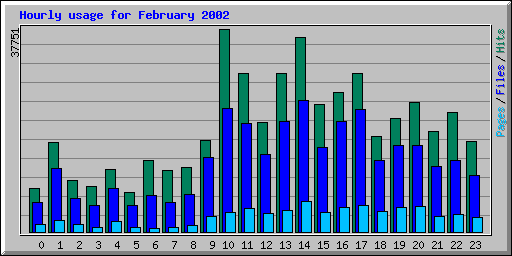 Hourly usage for February 2002
37751
Pages / Files / Hits
0 1 2 3 4 5 6 7 8 9 10 11 12 13 14 15 16 17 18 19 20 21 22 23